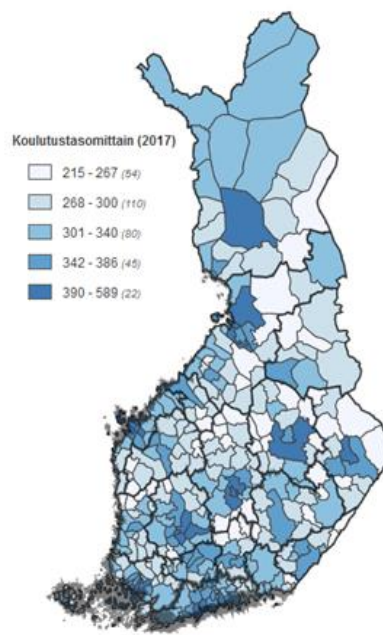 Koulutustasomittain (2017)
215 - 267 (54)
268 - 300 (110)
301 - 340 (80)
342 - 386 (45)
390 - 589 (22)